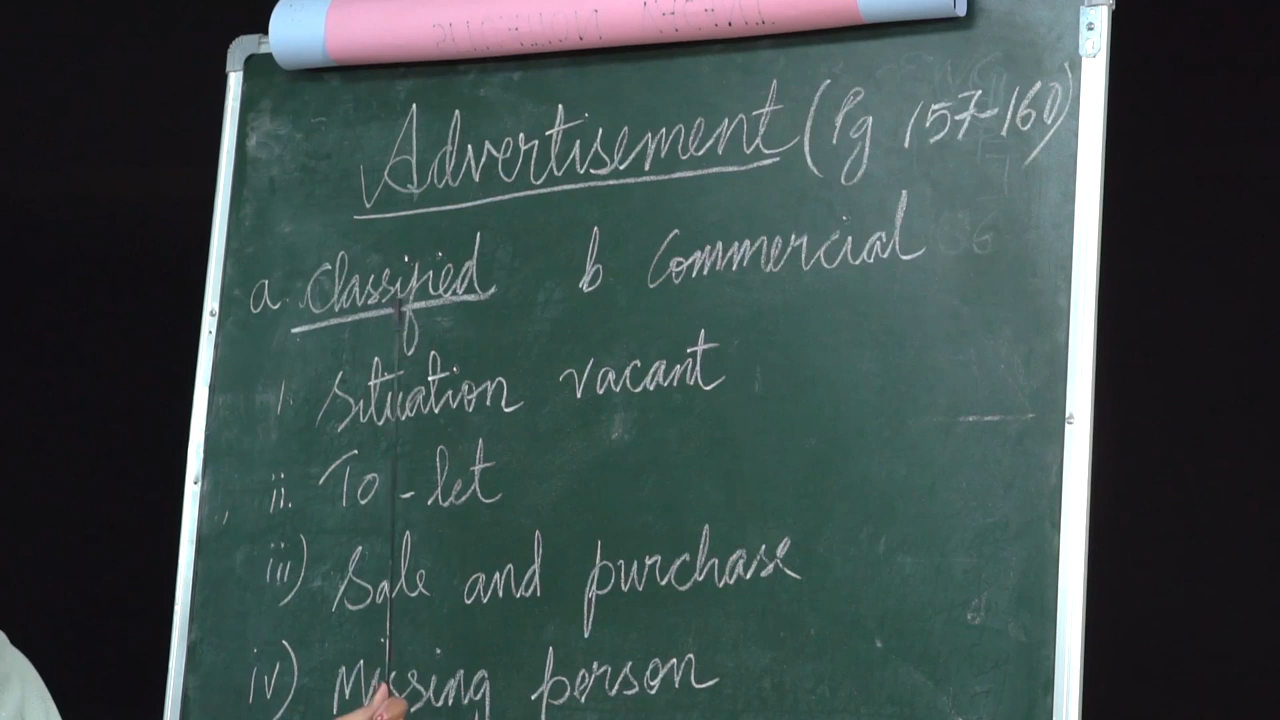 Advertisement (Pg 157-160)
a. Classified b Commercial
i. Situation vacant
ii. To-let
iii) Sale and purchase
iv) Missing person